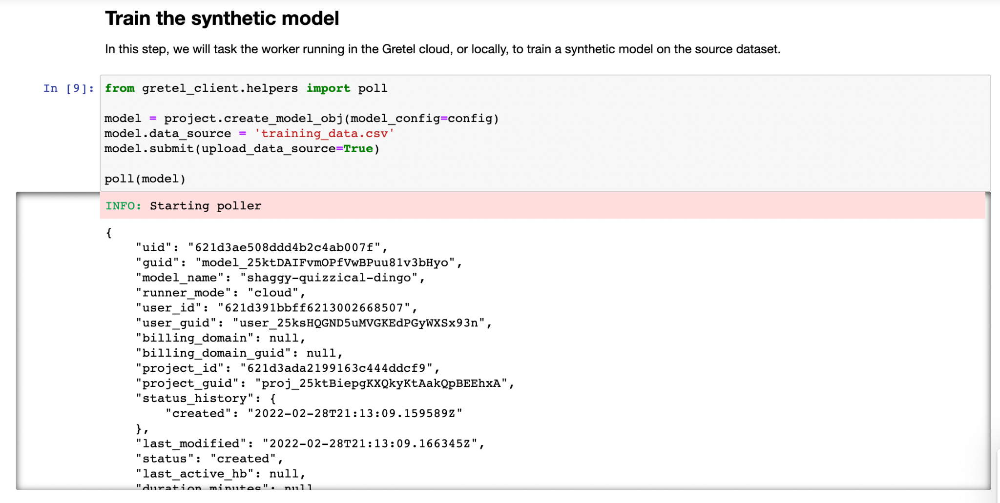 Train the synthetic model
In this step, we will task the worker running in the Gretel cloud, or locally, to train a synthetic model on the source dataset.
In [9]: from gretel_client.helpers import poll
model = project.create_model_obj(model_config=config)
model.data_source = 'training_data.csv'
model.submit(upload_data_source=True)
poll(model)
INFO: Starting poller
{
"uid": "621d3ae508ddd4b2c4ab007f",
"guid": "model_25ktDAIFvmOPfVwBPuu81v3bHyo",
"model_name": "shaggy-quizzical-dingo",
"runner_mode": "cloud",
"user_id": "621d391bbff6213002668507",
"user_guid": "user_25ksHQGND5uMVGKEdPGyWXSx93n",
"billing_domain": null,
"billing_domain_guid": null,
"project_id": "621d3ada2199163c444ddcf9",
"project_guid": "proj_25ktBiepgKXQkyKtAakQpBEEhxA",
"status_history": {
"created": "2022-02-28T21:13:09.159589Z"
},
"last_modified": "2022-02-28T21:13:09.166345Z",
"status": "created",
"last_active_hb": null,
"duration_minutes": null